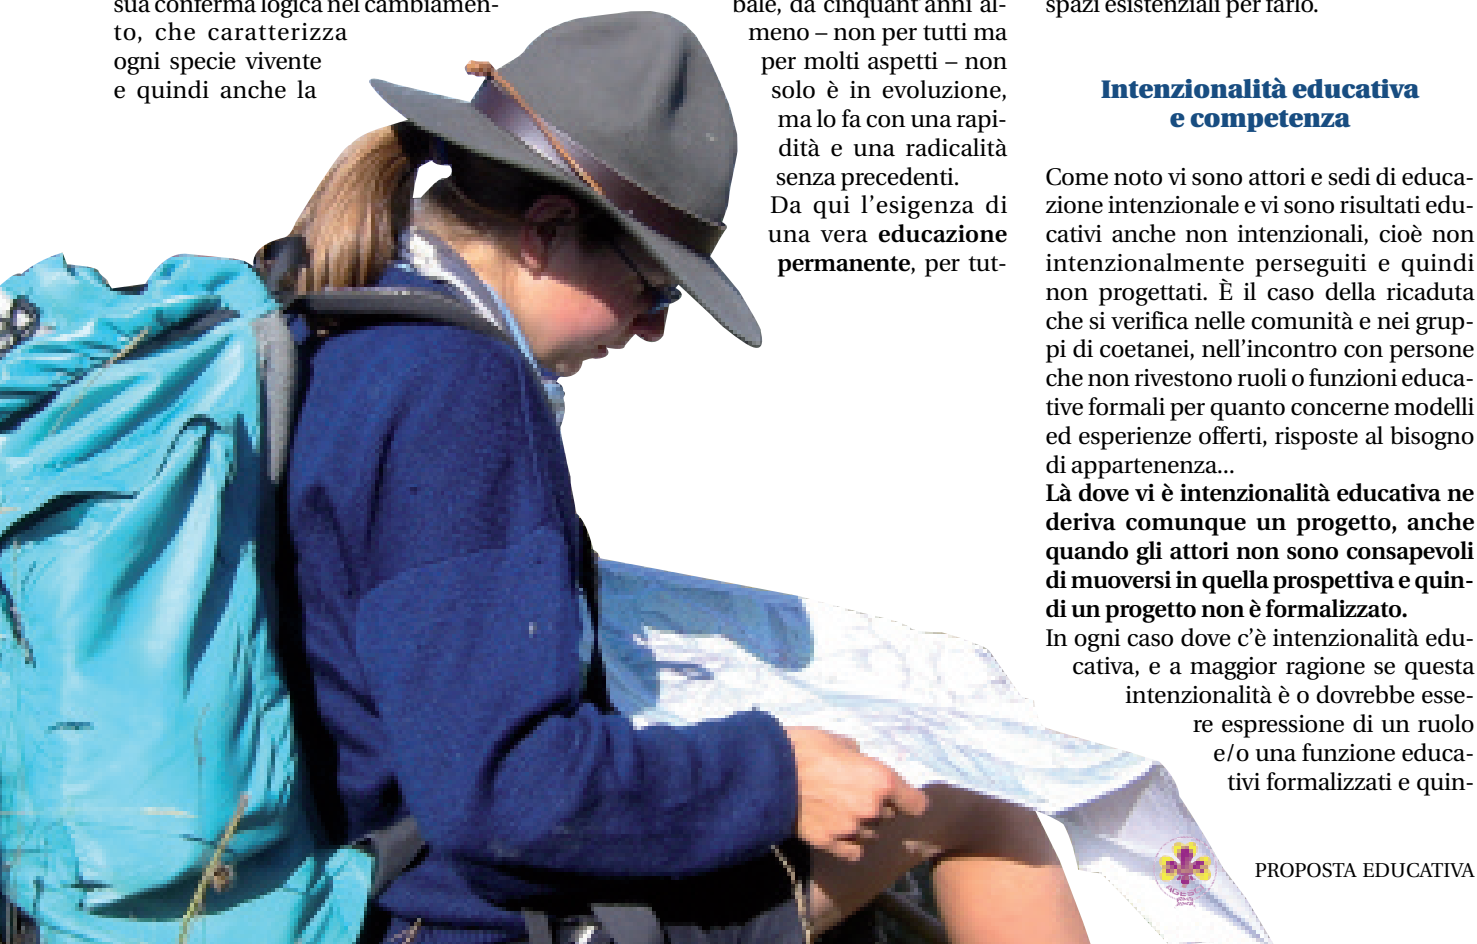 sua conferma logica nel cambiamen-
to, che caratterizza
ogni specie vivente
e quindi anche la
bale, da cinquant'anni al-
meno – non per tutti ma
per molti aspetti – non
solo è in evoluzione,
ma lo fa con una rapi-
dità e una radicalità
senza precedenti.
Da qui l'esigenza di
una vera educazione
permanente, per tut-
spazi esistenziali per farlo.
Intenzionalità educativa
e competenza
Come noto vi sono attori e sedi di educa-
zione intenzionale e vi sono risultati edu-
cativi anche non intenzionali, cioè non
intenzionalmente perseguiti e quindi
non progettati. È il caso della ricaduta
che si verifica nelle comunità e nei grup-
pi di coetanei, nell'incontro con persone
che non rivestono ruoli o funzioni educa-
tive formali per quanto concerne modelli
ed esperienze offerti, risposte al bisogno
di appartenenza...
Là dove vi è intenzionalità educativa ne
deriva comunque un progetto, anche
quando gli attori non sono consapevoli
di muoversi in quella prospettiva e quin-
di un progetto non è formalizzato.
In ogni caso dove c'è intenzionalità edu-
cativa, e a maggior ragione se questa
intenzionalità è o dovrebbe esse-
re espressione di un ruolo
e/o una funzione educa-
tivi formalizzati e quin-
PROPOSTA EDUCATIVA